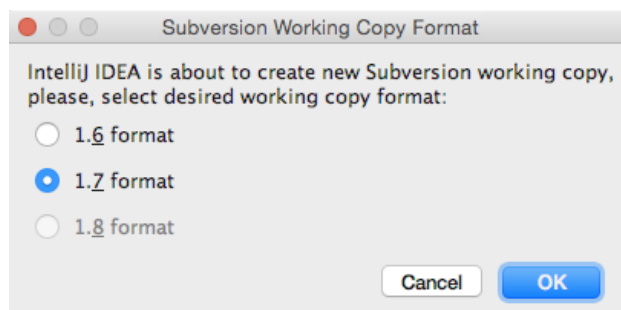 Subversion Working Copy Format
IntelliJ IDEA is about to create new Subversion working copy,
please, select desired working copy format:
1.6 format
1.7 format
1.8 format
Cancel
OK